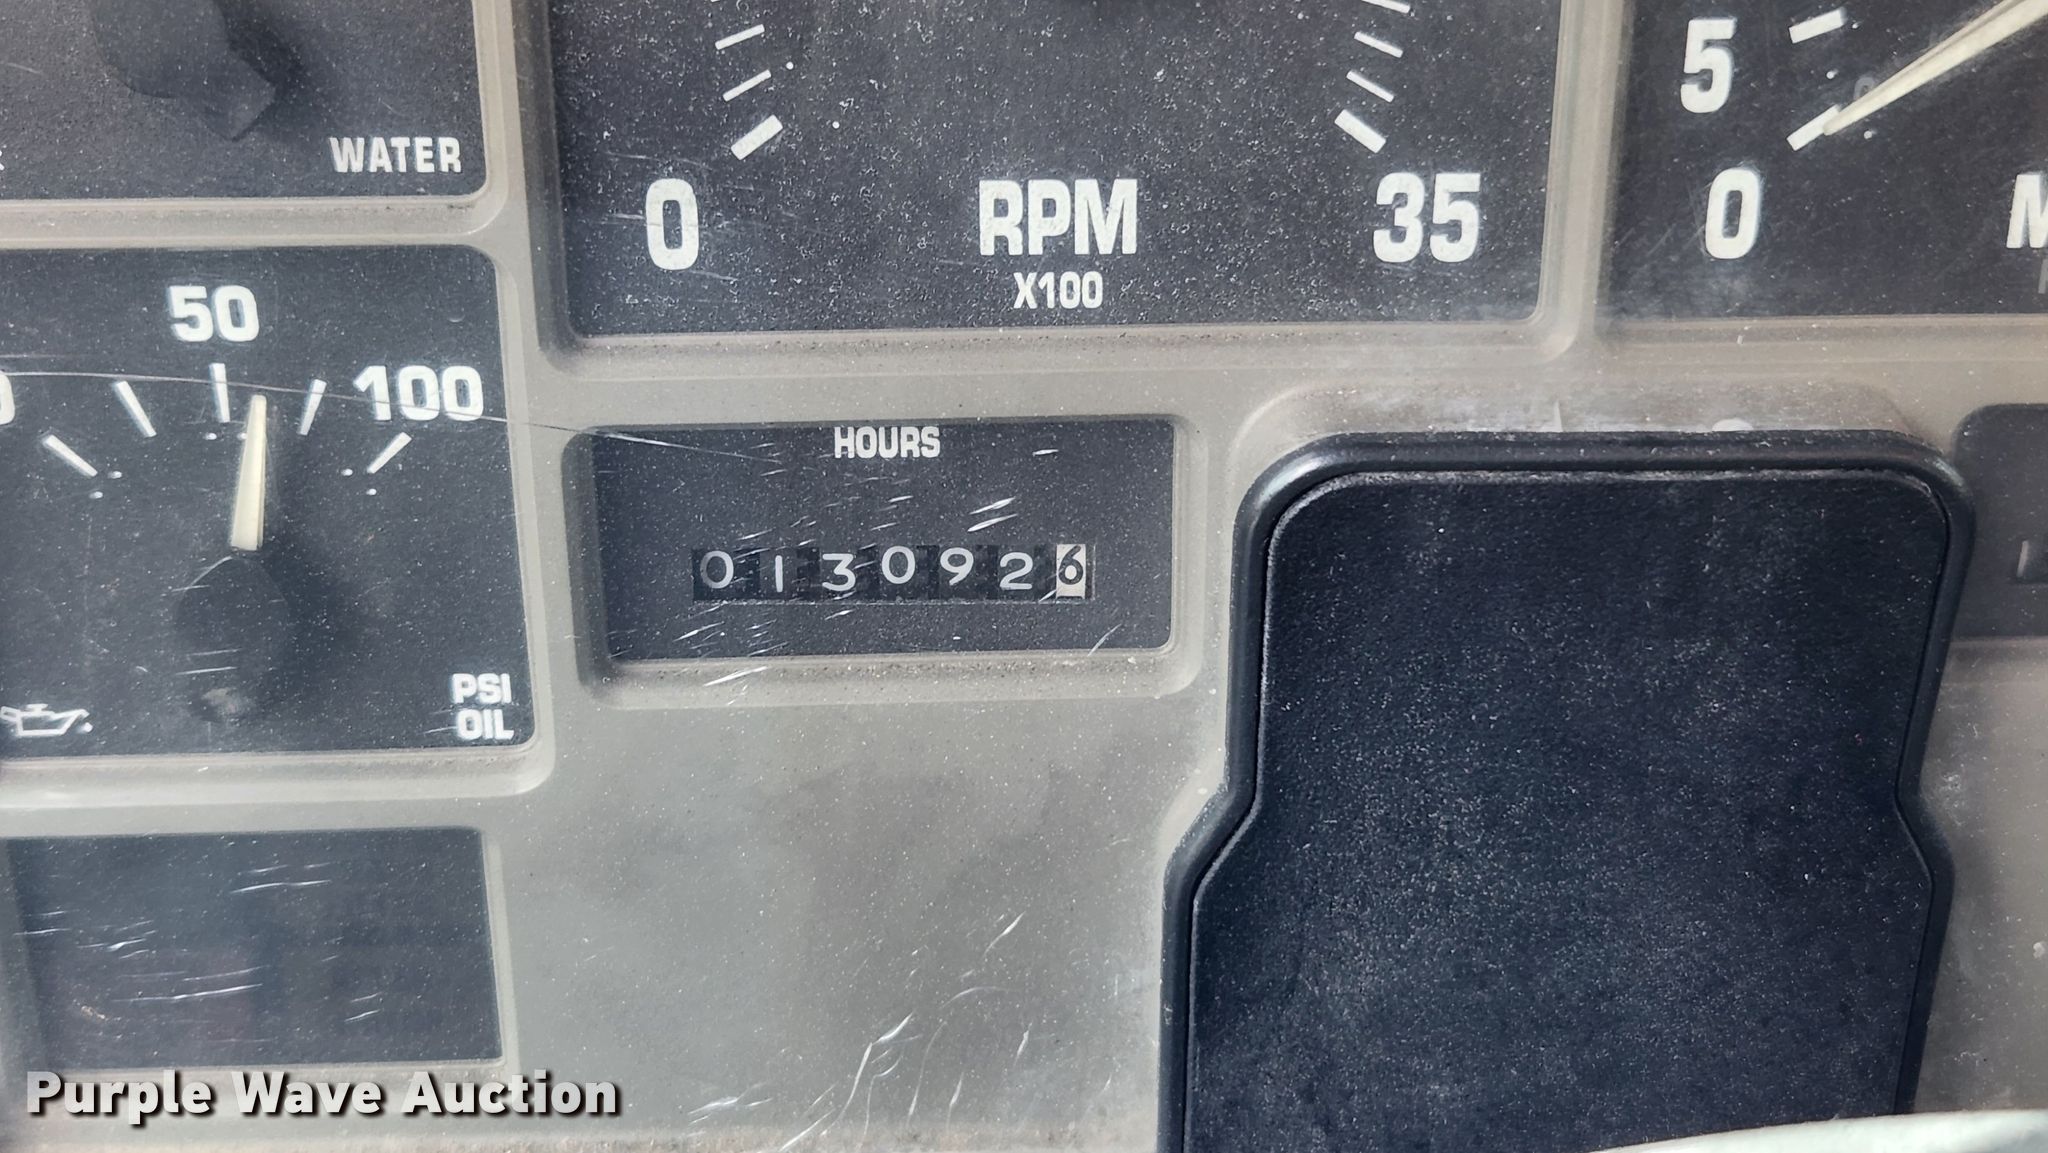 WATER
5
0
RPM
35
0
X100
50
100
HOURS
0130926
PSI
OIL
Purple Wave Auction